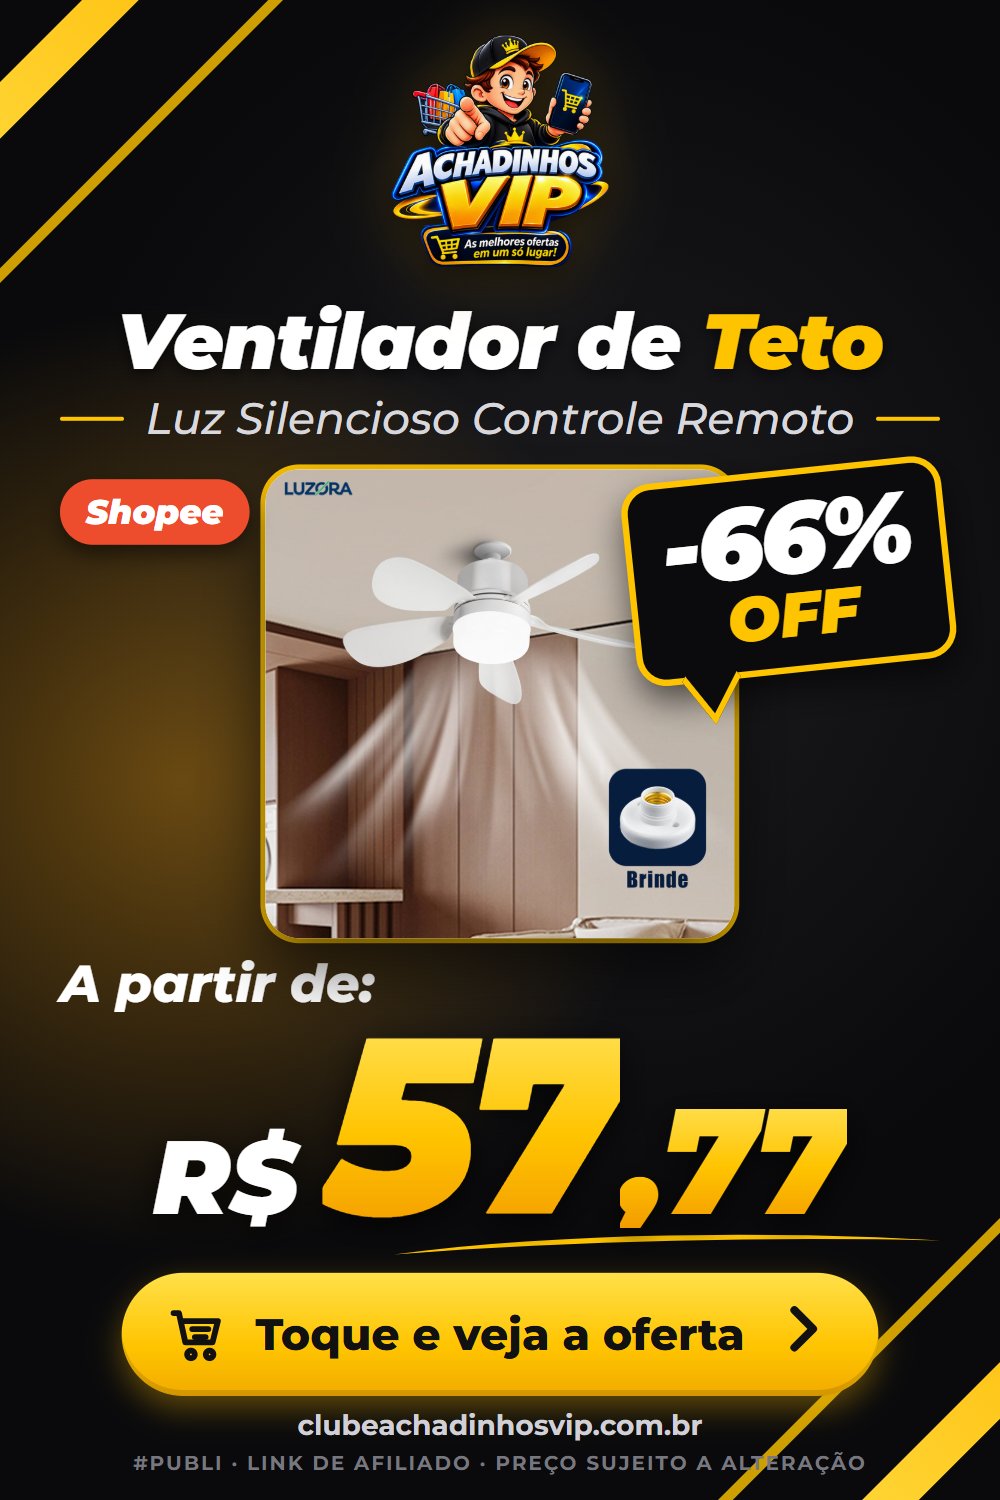 ACHADINHOS
VIP
As melhores ofertas
em um só lugar!
Ventilador de Teto
Luz Silencioso Controle Remoto
Shopee
LUZØRA
-66%
OFF
Brinde
A partir de:
R$ 57,77
Toque e veja a oferta
clubeachadinhosvip.com.br
#PUBLI · LINK DE AFILIADO · PREÇO SUJEITO A ALTERAÇÃO